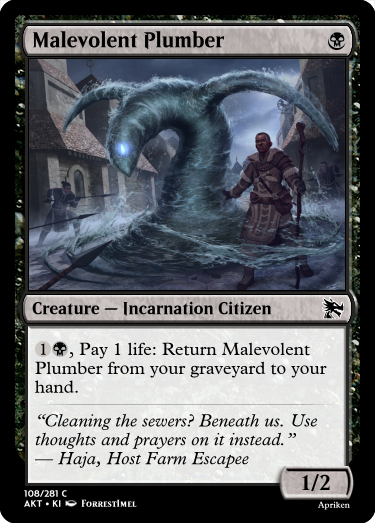 Malevolent Plumber
Creature — Incarnation Citizen
1, Pay 1 life: Return Malevolent
Plumber from your graveyard to your
hand.
“Cleaning the sewers? Beneath us. Use
thoughts and prayers on it instead.”
— Haja, Host Farm Escapee
1/2
108/281 C
AKT • KI FORRESTIMEL
Apriken